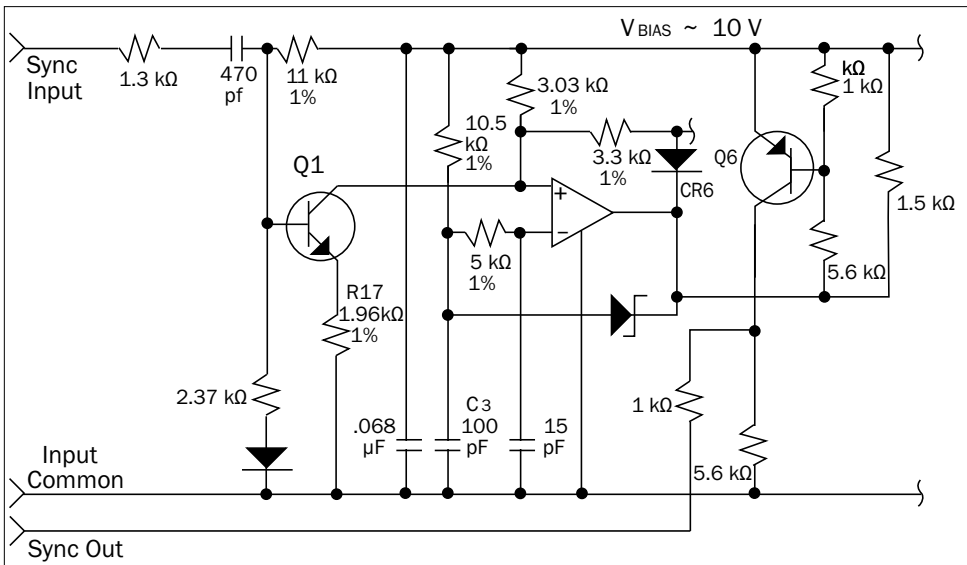 V BIAS ~ 10 V
Sync
Input
1.3 kΩ
470
pf
11 kΩ
1%
3.03 kΩ
1%
kΩ
1 kΩ
10.5
kΩ
1%
3.3 kΩ
1%
CR6
Q6
1.5 kΩ
Q1
+
−
5 kΩ
1%
5.6 kΩ
R17
1.96kΩ
1%
2.37 kΩ
.068
µF
C3
100
pF
15
pF
1 kΩ
5.6 kΩ
Input
Common
Sync Out